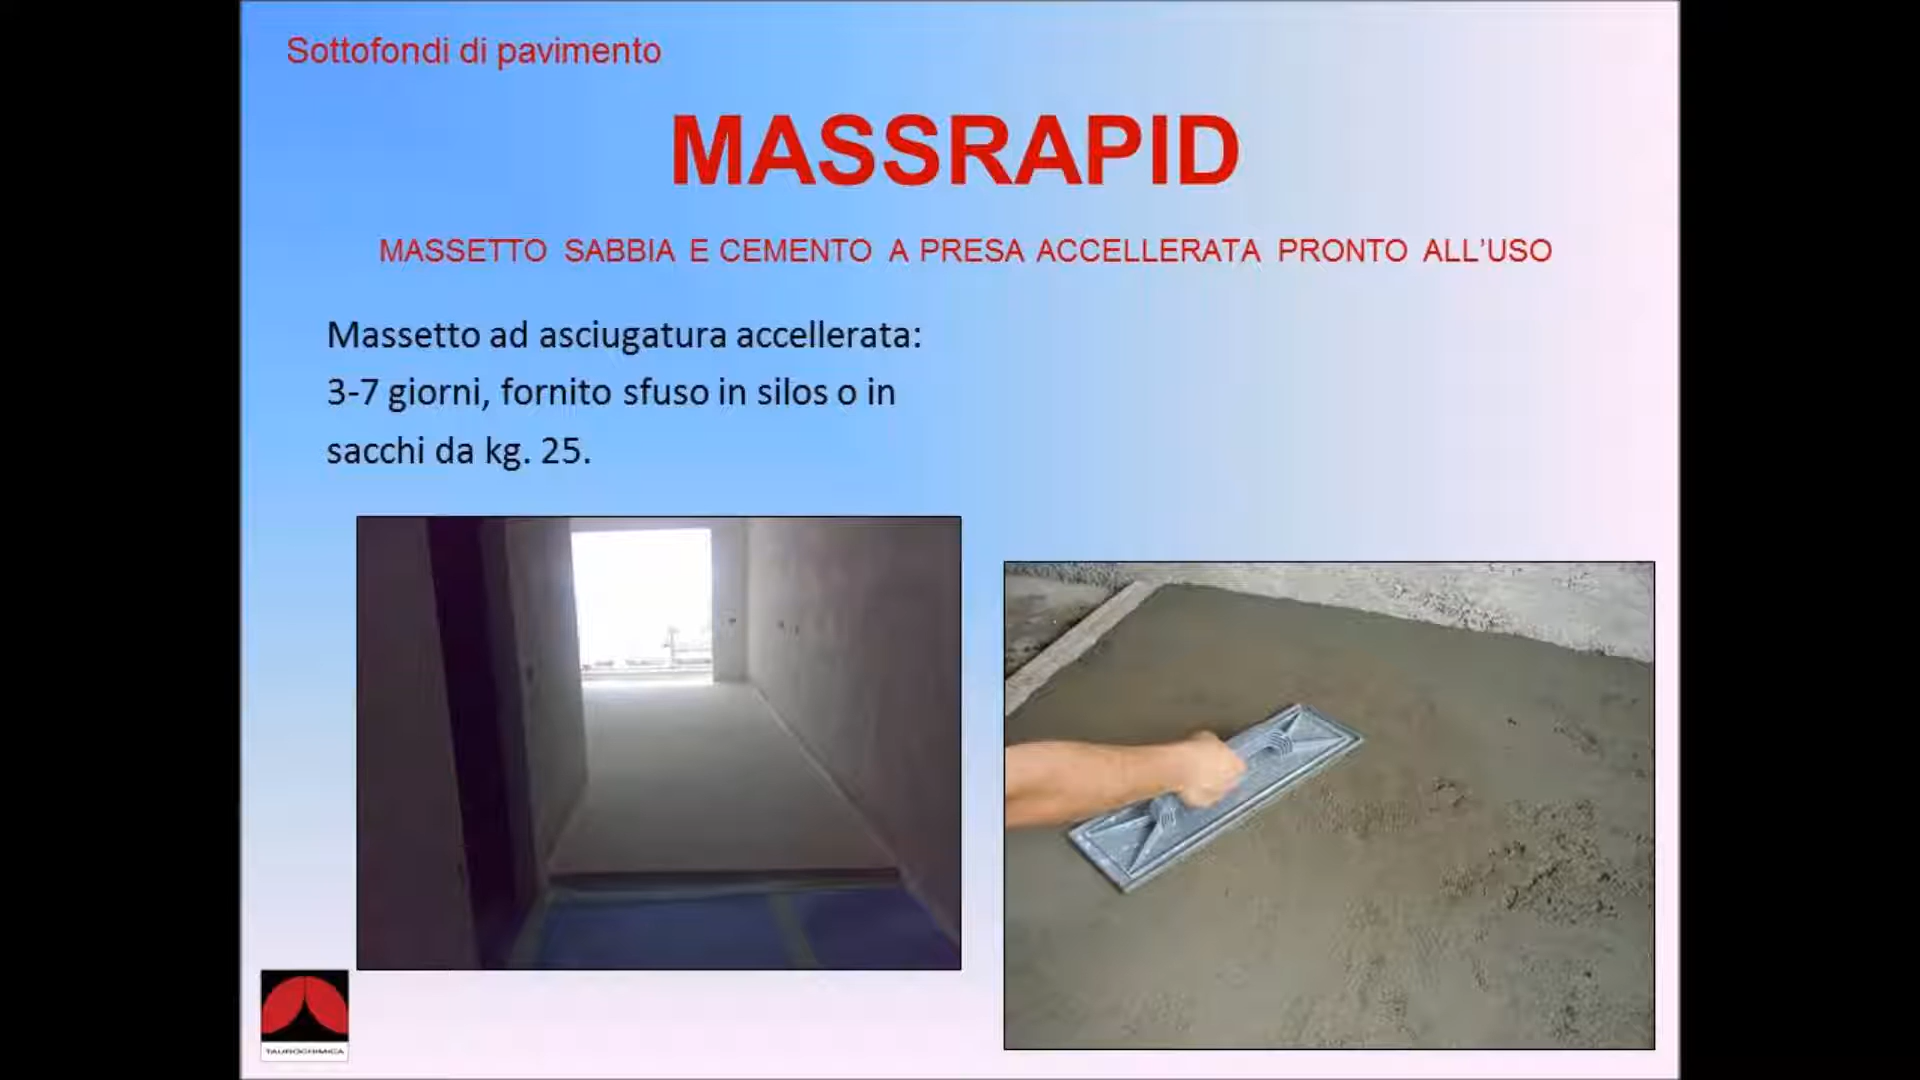 Sottofondi di pavimento
MASSRAPID
MASSETTO SABBIA E CEMENTO A PRESA ACCELLERATA PRONTO ALL'USO
Massetto ad asciugatura accellerata:
3-7 giorni, fornito sfuso in silos o in
sacchi da kg. 25.
TAUROCHIMICA